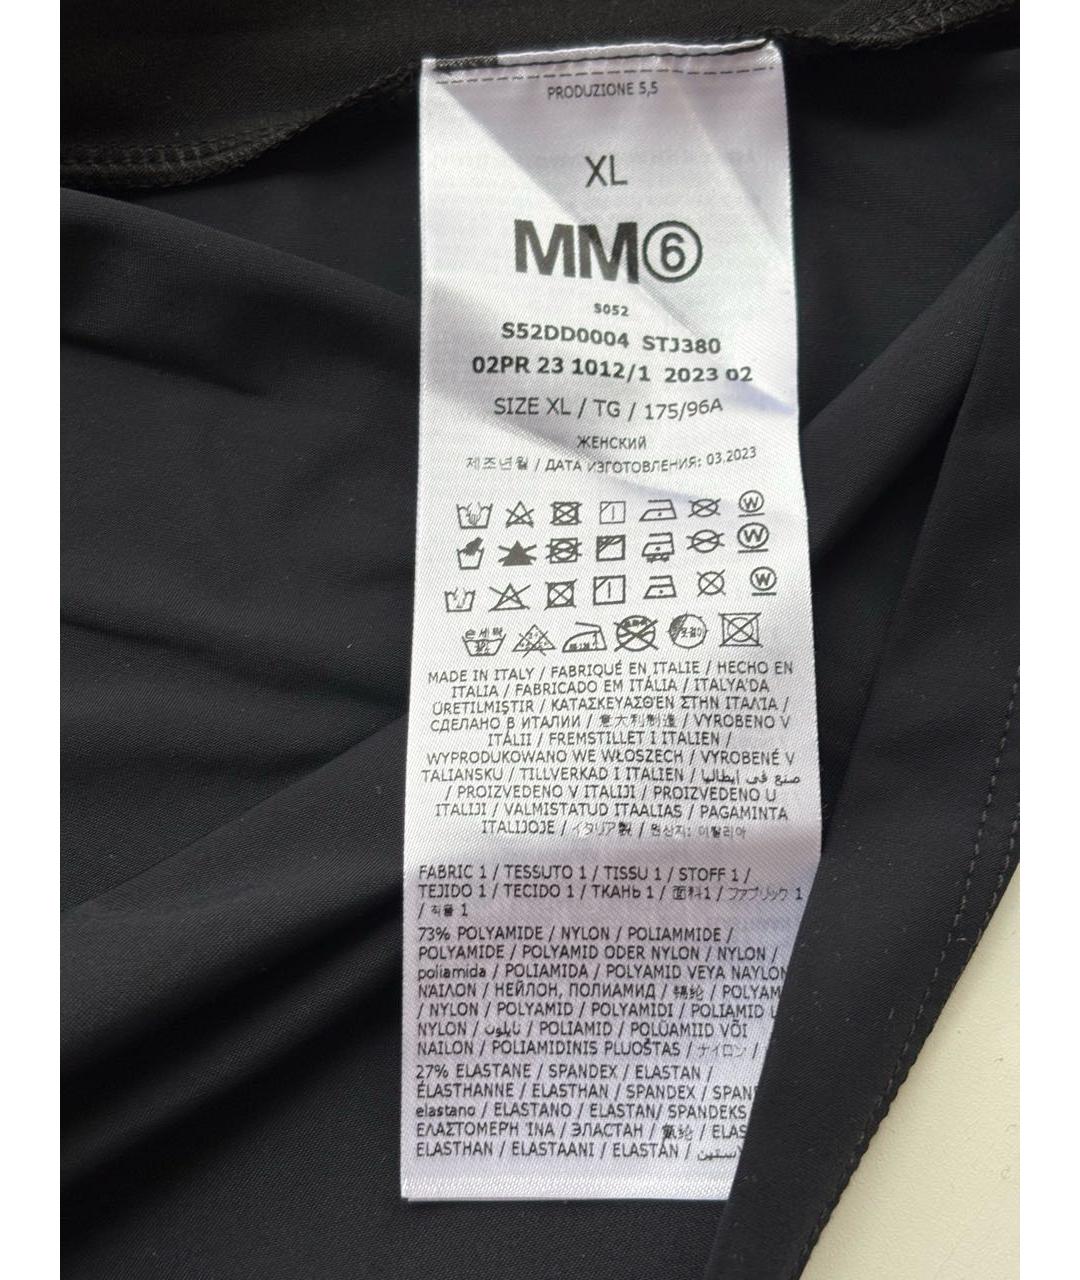 PRODUZIONE 5,5
XL
MM6
S052
S52DD0004 STJ380
02PR 23 1012/1 2023 02
SIZE XL / TG / 175/96A
ЖЕНСКИЙ
제조년월 / ДАТА ИЗГОТОВЛЕНИЯ: 03.2023
W
W
W
손세탁
MADE IN ITALY / FABRIQUÉ EN ITALIE / HECHO EN
ITALIA / FABRICADO EM ITÁLIA / ITALYA'DA
ÜRETILMIŞTIR / ΚΑΤΑΣΚΕΥΑΣΘΈΝ ΣΤΗΝ ΙΤΑΛΊΑ /
СДЕЛАНО В ИТАЛИИ / 意大利制造 / VYROBENO V
ITÁLII / FREMSTILLET I ITALIEN /
WYPRODUKOWANO WE WŁOSZECH / VYROBENÉ V
TALIANSKU / TILLVERKAD I ITALIEN / صنع في إيطاليا
/ PROIZVEDENO V ITALIJI / PROIZVEDENO U
ITALIJI / VALMISTATUD ITAALIAS / PAGAMINTA
ITALIJOJE / イタリア製 / 원산지: 이탈리아
FABRIC 1 / TESSUTO 1 / TISSU 1 / STOFF 1 /
TEJIDO 1 / TECIDO 1 / ТКАНЬ 1 / 面料1 / ファブリック 1
/ 직물 1
73% POLYAMIDE / NYLON / POLIAMMIDE /
POLYAMIDE / POLYAMID ODER NYLON / NYLON /
poliamida / POLIAMIDA / POLYAMID VEYA NAYLON
ΝΆΙΛΟΝ / НЕЙЛОН, ПОЛИАМИД / 锦纶 / POLYAM
/ NYLON / POLYAMID / POLYAMIDI / POLIAMID
NYLON / نايلون / POLIAMID / POLÜAMIID VÕI
NAILON / POLIAMIDINIS PLUOŠTAS / ナイロン /
27% ELASTANE / SPANDEX / ELASTAN /
ÉLASTHANNE / ELASTHAN / SPANDEX / SPAN
elastano / ELASTANO / ELASTAN/ SPANDEKS
ΕΛΑΣΤΟΜΕΡΗ ΊΝΑ / ЭЛАСТАН / 氨纶 / ELAS
ELASTHAN / ELASTAANI / ELASTAN /